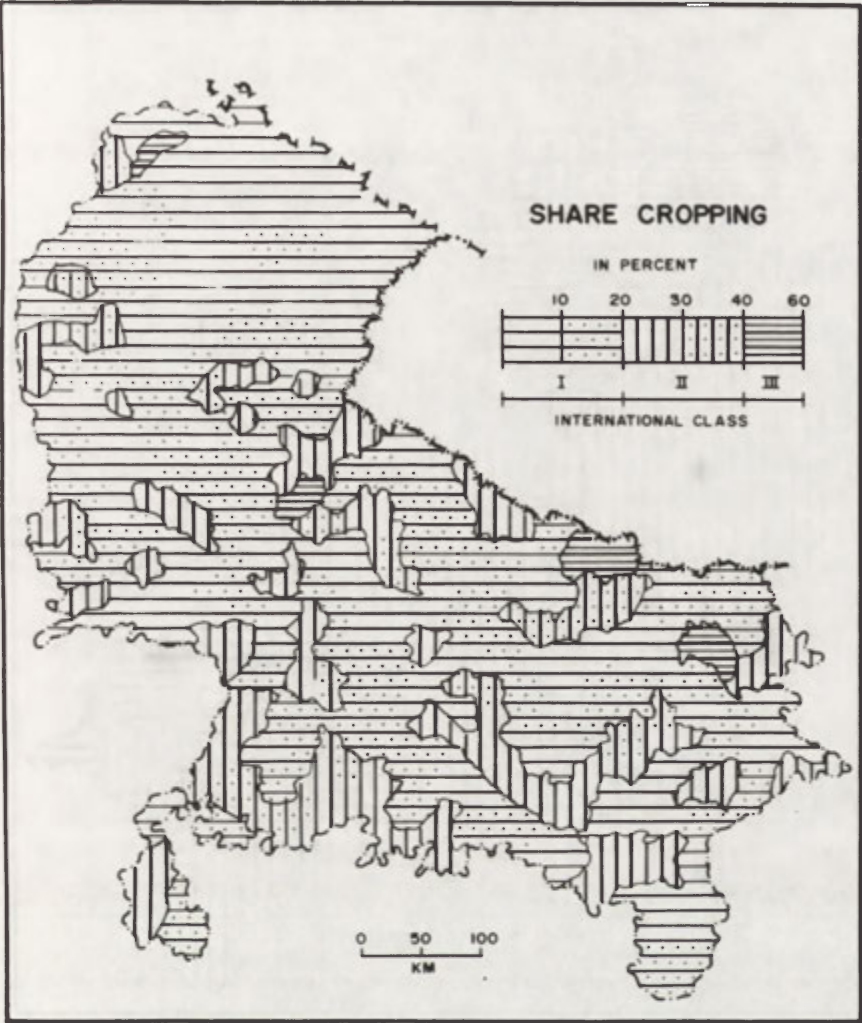 SHARE CROPPING
IN PERCENT
10 20 30 40 60
I II III
INTERNATIONAL CLASS
0 50 100
KM